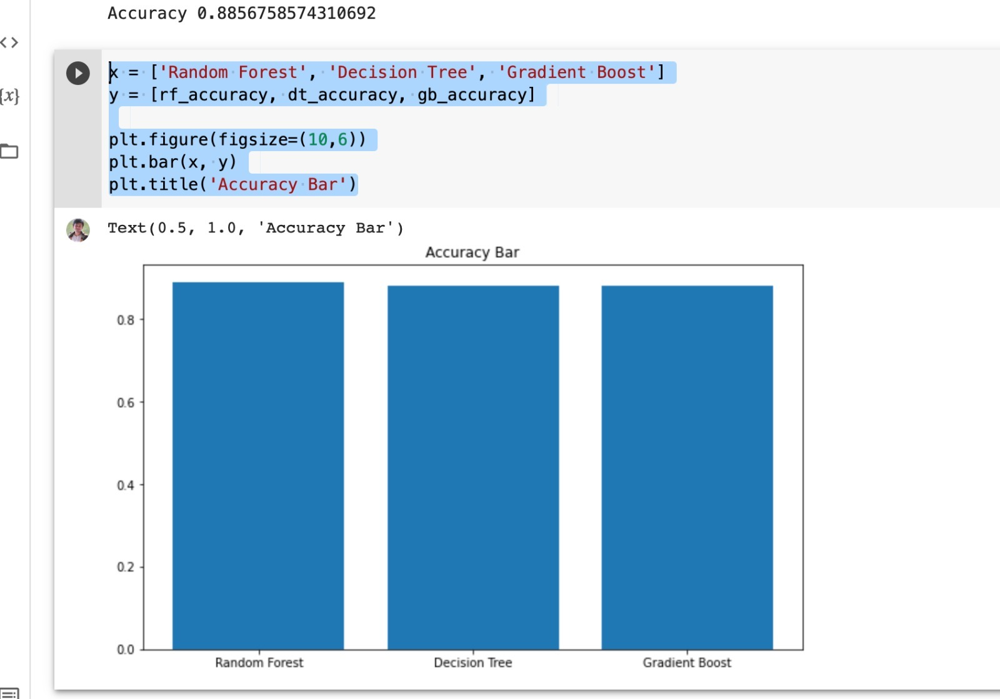 Accuracy 0.8856758574310692
<>
{x}
x = ['Random Forest', 'Decision Tree', 'Gradient Boost']
y = [rf_accuracy, dt_accuracy, gb_accuracy]
plt.figure(figsize=(10,6))
plt.bar(x, y)
plt.title('Accuracy Bar')
Text(0.5, 1.0, 'Accuracy Bar')
Accuracy Bar
0.8
0.6
0.4
0.2
0.0
Random Forest Decision Tree Gradient Boost